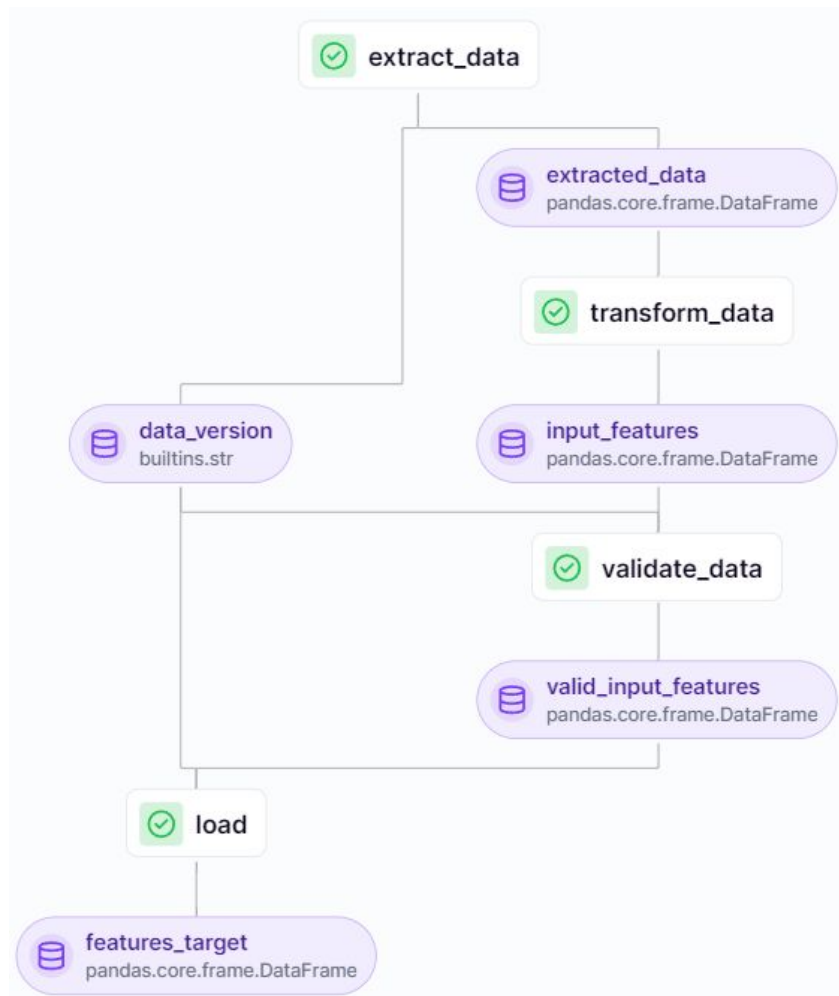 extract_data
extracted_data
pandas.core.frame.DataFrame
transform_data
data_version
builtins.str
input_features
pandas.core.frame.DataFrame
validate_data
valid_input_features
pandas.core.frame.DataFrame
load
features_target
pandas.core.frame.DataFrame